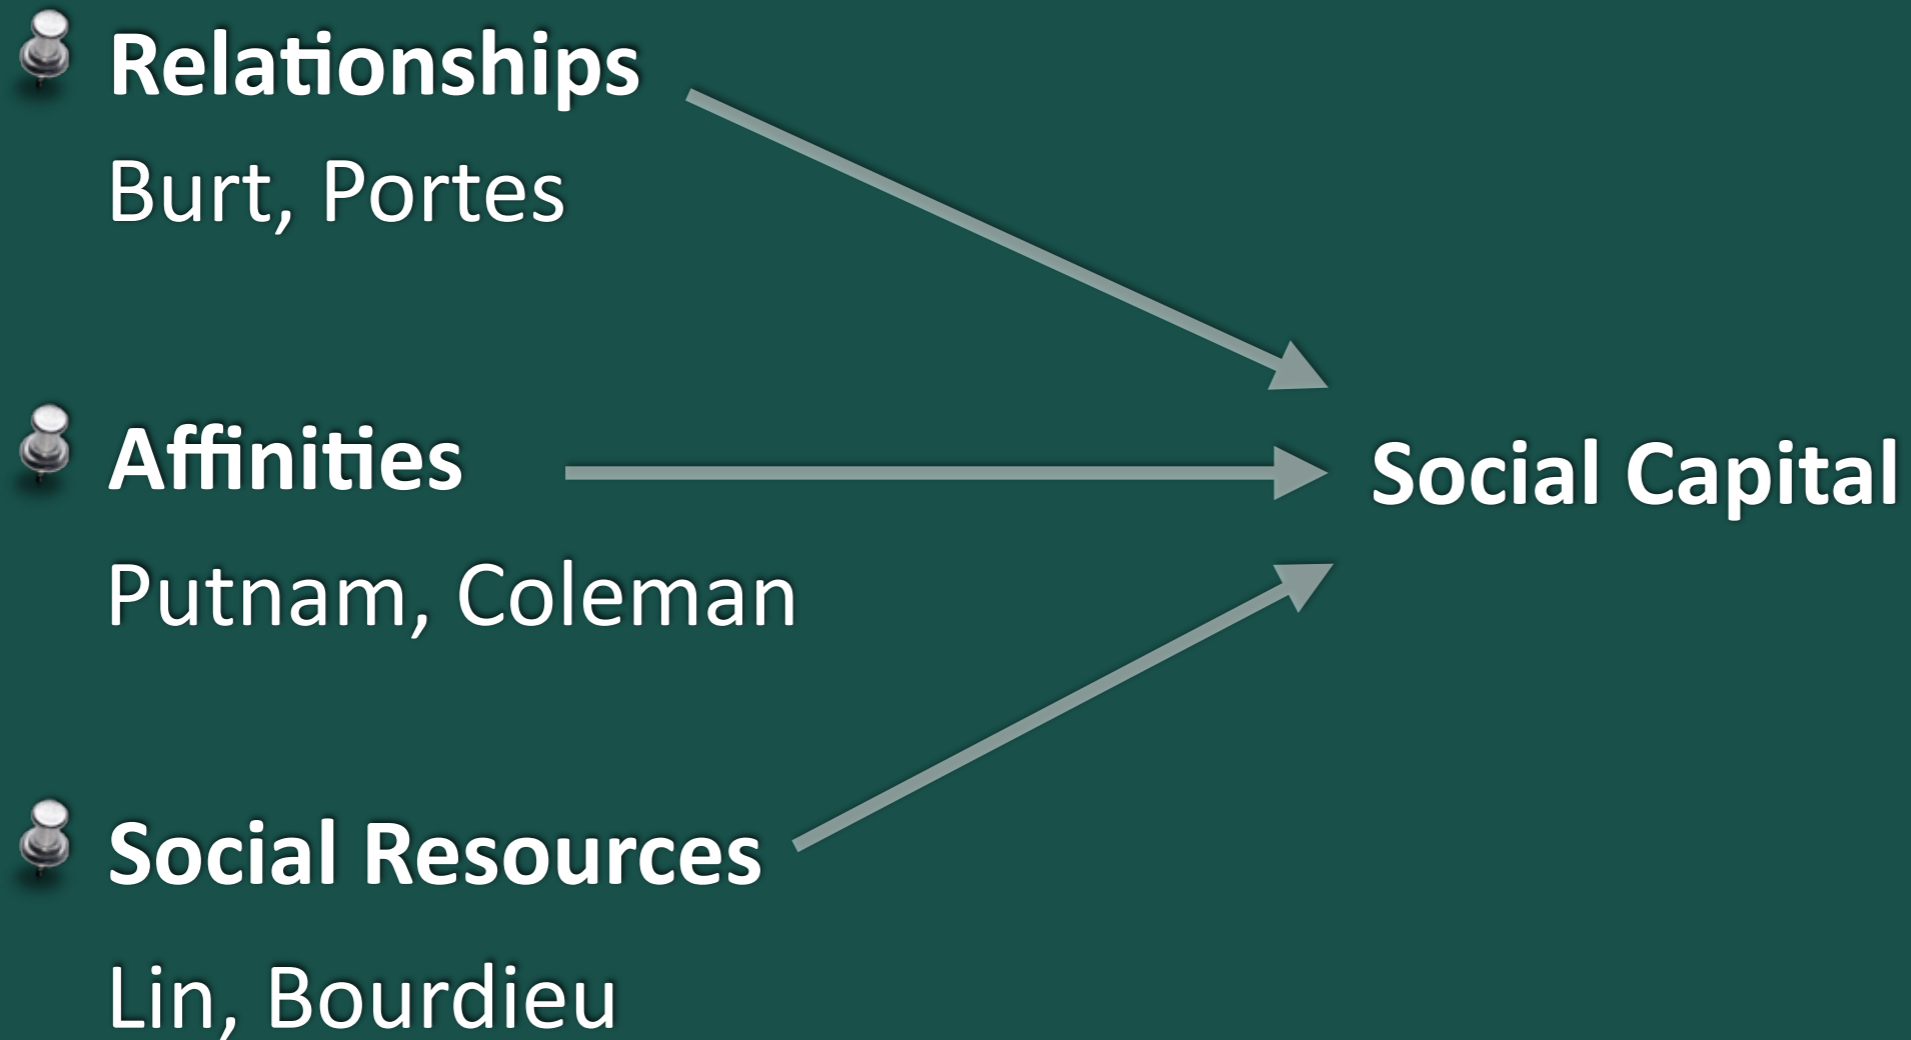 Relationships
Burt, Portes
Affinities
Social Capital
Putnam, Coleman
Social Resources
Lin, Bourdieu